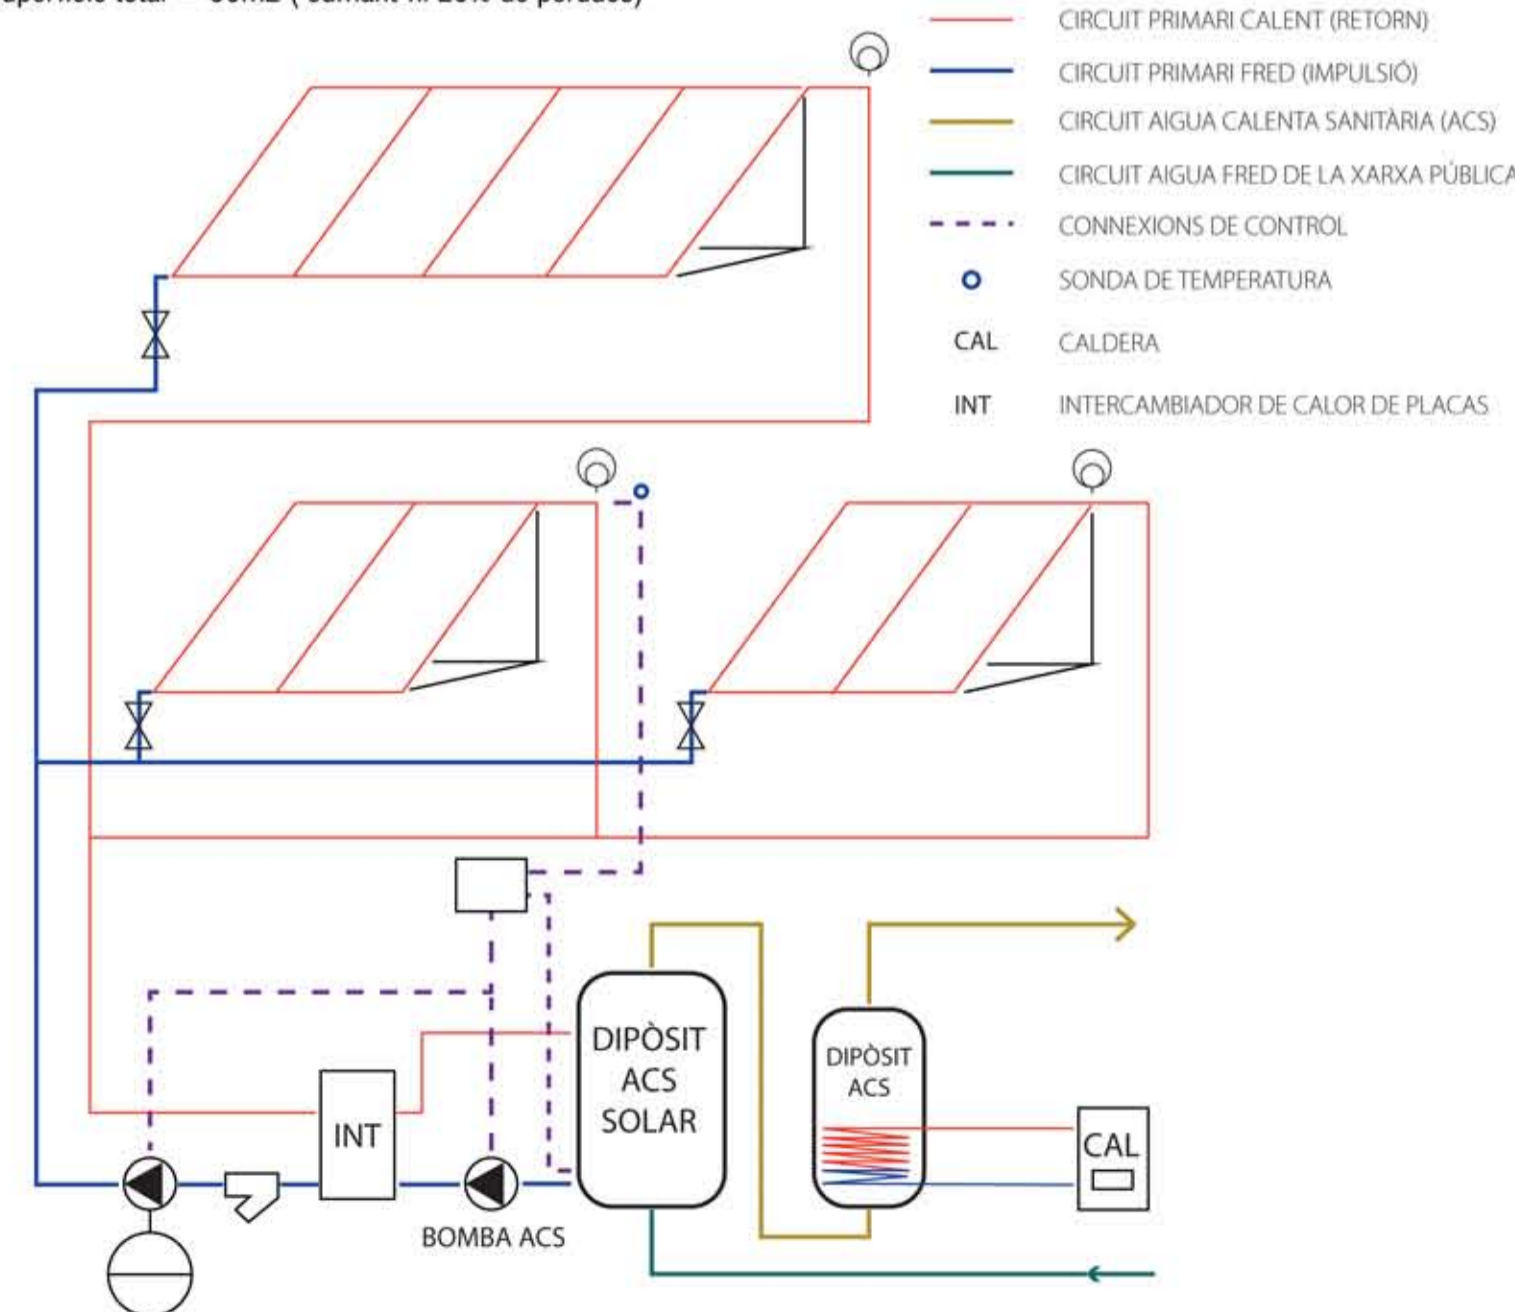 CIRCUIT PRIMARI CALENT (RETORN)
CIRCUIT PRIMARI FRED (IMPULSIÓ)
CIRCUIT AIGUA CALENTA SANITÀRIA (ACS)
CIRCUIT AIGUA FRED DE LA XARXA PÚBLICA
CONNEXIONS DE CONTROL
SONDA DE TEMPERATURA
CAL CALDERA
INT INTERCAMBIADOR DE CALOR DE PLACAS
DIPÒSIT
ACS
SOLAR
DIPÒSIT
ACS
INT
CAL
BOMBA ACS